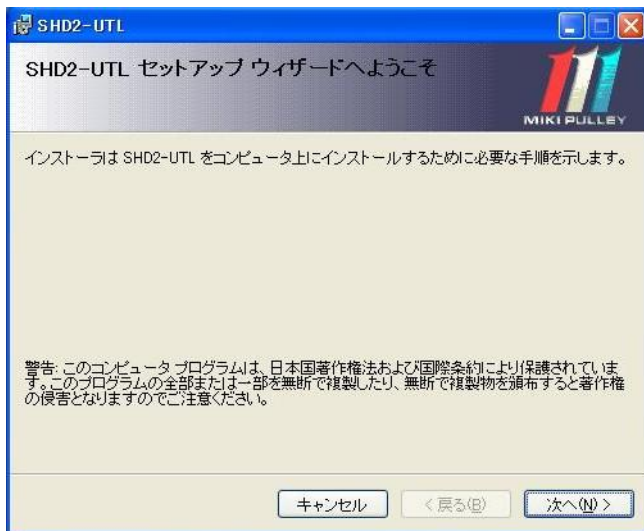 SHD2-UTL
SHD2-UTL セットアップ ウィザードへようこそ
MIKI PULLEY
インストーラは SHD2-UTL をコンピュータ上にインストールするために必要な手順を示します。
警告: このコンピュータ プログラムは、日本国著作権法および国際条約により保護されていま
す。このプログラムの全部または一部を無断で複製したり、無断で複製物を頒布すると著作権
の侵害となりますのでご注意ください。
キャンセル
< 戻る(B)
次へ(N) >